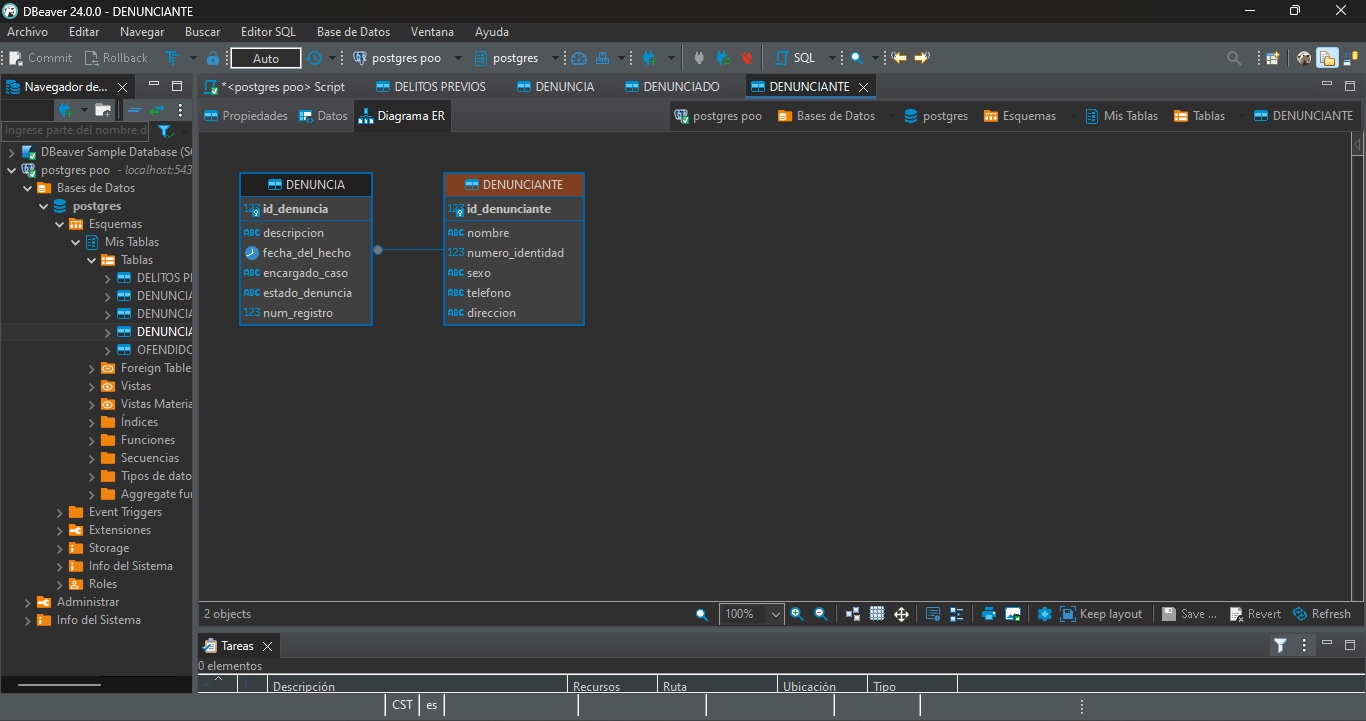 DBeaver 24.0.0 - DENUNCIANTE
Archivo Editar Navegar Buscar Editor SQL Base de Datos Ventana Ayuda
Commit Rollback Auto postgres poo postgres SQL
Navegador de... *<postgres poo> Script DELITOS PREVIOS DENUNCIA DENUNCIADO DENUNCIANTE
Propiedades Datos Diagrama ER postgres poo Bases de Datos postgres Esquemas Mis Tablas Tablas DENUNCIANTE
Ingrese parte del nombre d
DBeaver Sample Database (S
postgres poo - localhost:543
Bases de Datos
postgres
Esquemas
Mis Tablas
Tablas
DELITOS P
DENUNCIA
DENUNCIA
DENUNCIA
OFENDIDO
Foreign Table
Vistas
Vistas Materia
Índices
Funciones
Secuencias
Tipos de dato
Aggregate fu
Event Triggers
Extensiones
Storage
Info del Sistema
Roles
Administrar
Info del Sistema
DENUNCIA
123 id_denuncia
ABC descripcion
fecha_del_hecho
ABC encargado_caso
ABC estado_denuncia
123 num_registro
DENUNCIANTE
123 id_denunciante
ABC nombre
123 numero_identidad
ABC sexo
ABC telefono
ABC direccion
2 objects 100% Keep layout Save ... Revert Refresh
Tareas
0 elementos
Descripción Recursos Ruta Ubicación Tipo
CST es